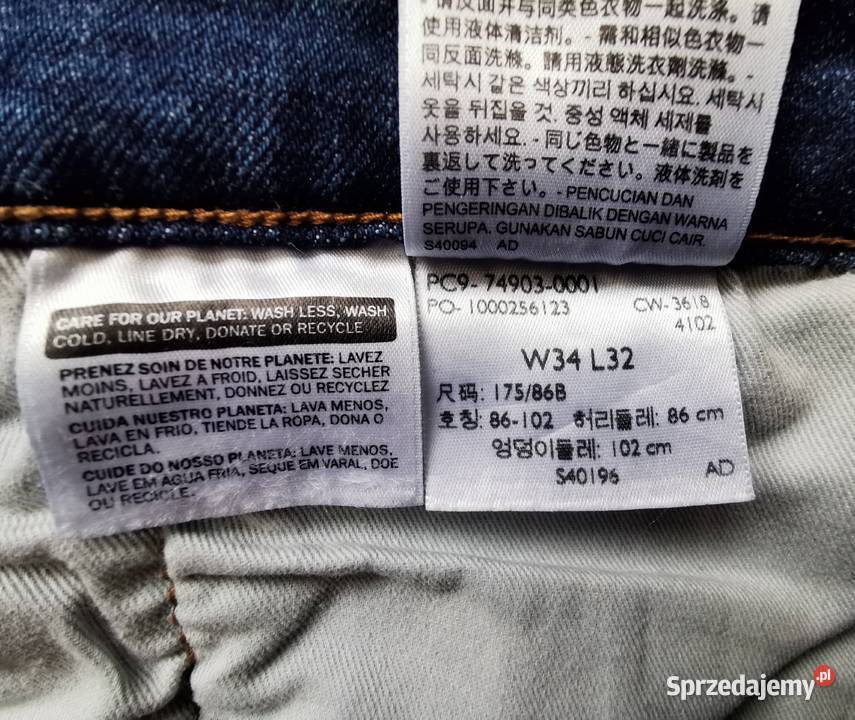 - 请反面并与同类色衣物一起洗涤。请
使用液体清洁剂。- 需和相似色衣物一
同反面洗滌。請用液態洗衣劑洗滌。-
세탁시 같은 색상끼리 하십시요. 세탁시
옷을 뒤집을 것. 중성 액체 세제를
사용하세요. - 同じ色物と一緒に製品を
裏返して洗ってください。液体洗剤を
ご使用下さい。- PENCUCIAN DAN
PENGERINGAN DIBALIK DENGAN WARNA
SERUPA. GUNAKAN SABUN CUCI CAIR.
S40094 AD
CARE FOR OUR PLANET: WASH LESS, WASH
COLD, LINE DRY, DONATE OR RECYCLE
PRENEZ SOIN DE NOTRE PLANETE: LAVEZ
MOINS, LAVEZ A FROID, LAISSEZ SECHER
NATURELLEMENT, DONNEZ OU RECYCLEZ
CUIDA NUESTRO PLANETA: LAVA MENOS,
LAVA EN FRIO, TIENDE LA ROPA, DONA O
RECICLA.
CUIDE DO NOSSO PLANETA: LAVE MENOS,
LAVE EM AGUA FRIA, SEQUE EM VARAL, DOE
OU RECICLE.
PC9- 74903-0001
PO- 1000256123 CW- 3618
4102
W34 L32
尺码: 175/86B
호칭: 86-102 허리둘레: 86 cm
엉덩이둘레: 102 cm
S40196 AD
Sprzedajemy.pl